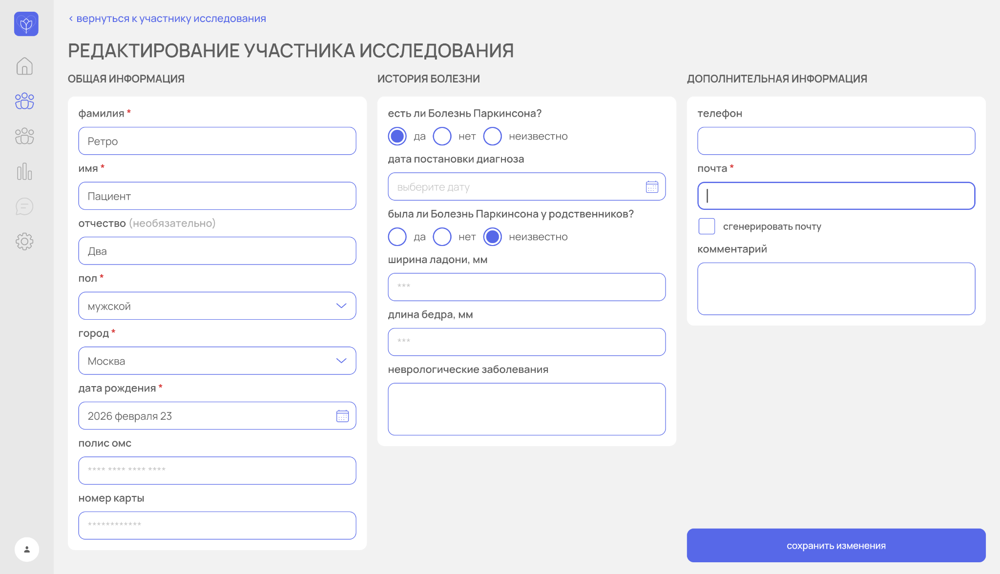 ‹ вернуться к участнику исследования
РЕДАКТИРОВАНИЕ УЧАСТНИКА ИССЛЕДОВАНИЯ
ОБЩАЯ ИНФОРМАЦИЯ
фамилия *
Ретро
имя *
Пациент
отчество (необязательно)
Два
пол *
мужской
город *
Москва
дата рождения *
2026 февраля 23
полис омс
**** **** **** ****
номер карты
************
ИСТОРИЯ БОЛЕЗНИ
есть ли Болезнь Паркинсона?
да нет неизвестно
дата постановки диагноза
выберите дату
была ли Болезнь Паркинсона у родственников?
да нет неизвестно
ширина ладони, мм
***
длина бедра, мм
***
неврологические заболевания
ДОПОЛНИТЕЛЬНАЯ ИНФОРМАЦИЯ
телефон
почта *
сгенерировать почту
комментарий
сохранить изменения